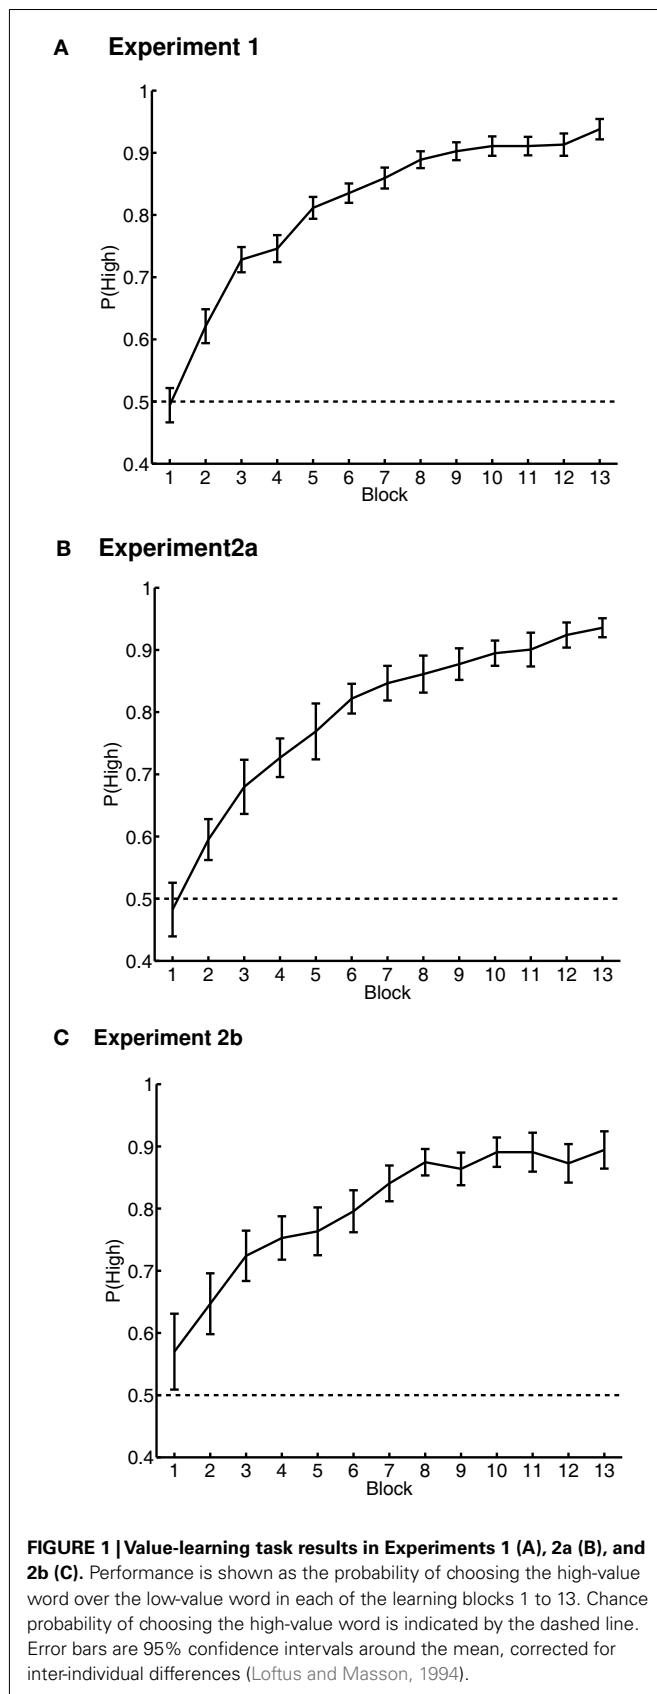 A Experiment 1
1
0.9
0.8
0.7
0.6
0.5
0.4
P(High)
1 2 3 4 5 6 7 8 9 10 11 12 13
Block
B Experiment2a
1
0.9
0.8
0.7
0.6
0.5
0.4
P(High)
1 2 3 4 5 6 7 8 9 10 11 12 13
Block
C Experiment 2b
1
0.9
0.8
0.7
0.6
0.5
0.4
P(High)
1 2 3 4 5 6 7 8 9 10 11 12 13
Block
FIGURE 1 | Value-learning task results in Experiments 1 (A), 2a (B), and
2b (C). Performance is shown as the probability of choosing the high-value
word over the low-value word in each of the learning blocks 1 to 13. Chance
probability of choosing the high-value word is indicated by the dashed line.
Error bars are 95% confidence intervals around the mean, corrected for
inter-individual differences (Loftus and Masson, 1994).